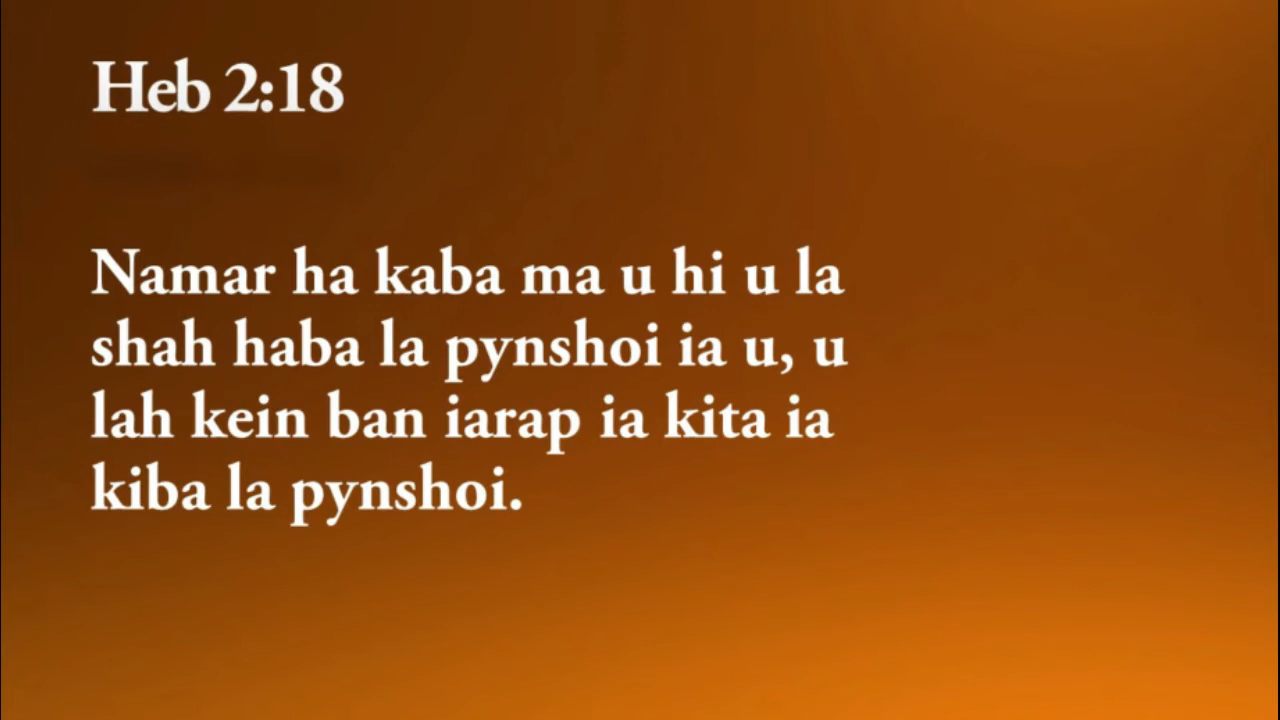 Heb 2:18
Namar ha kaba ma u hi u la
shah haba la pynshoi ia u, u
lah kein ban iarap ia kita ia
kiba la pynshoi.